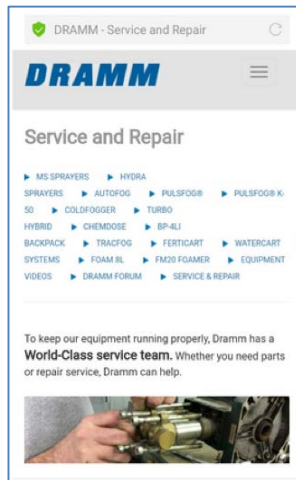 DRAMM - Service and Repair
DRAMM
Service and Repair
MS SPRAYERS HYDRA
SPRAYERS AUTOFOG PULSFOG® PULSFOG K-
50 COLDFOGGER TURBO
HYBRID CHEMDOSE BP-4LI
BACKPACK TRACFOG FERTICART WATERCART
SYSTEMS FOAM 8L FM20 FOAMER EQUIPMENT
VIDEOS DRAMM FORUM SERVICE & REPAIR
To keep our equipment running properly, Dramm has a
World-Class service team. Whether you need parts
or repair service, Dramm can help.